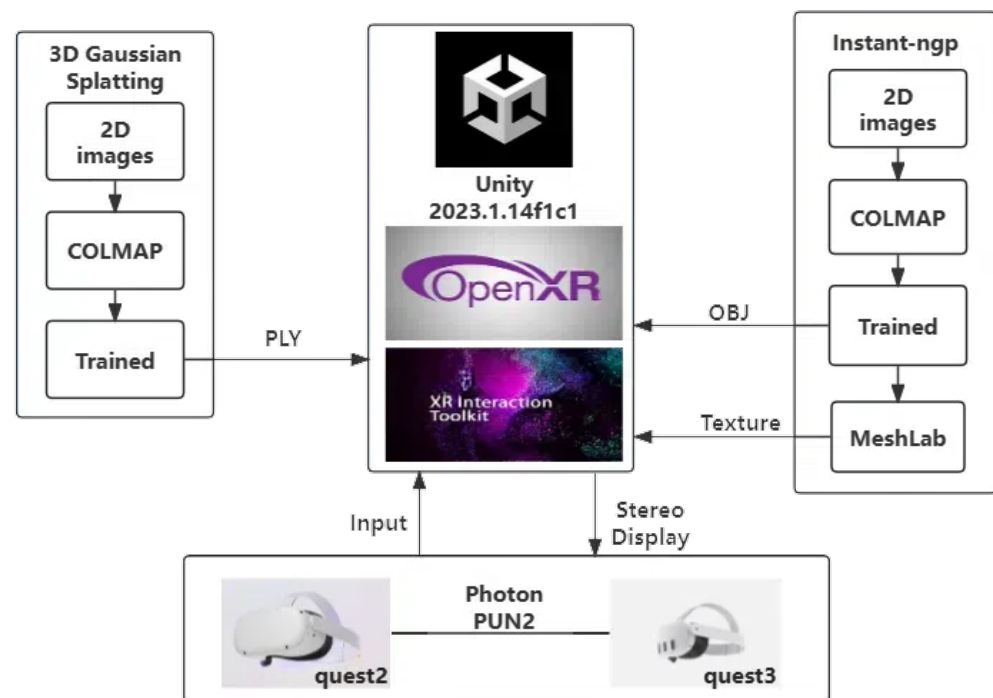 3D Gaussian
Splatting
2D
images
COLMAP
Trained
PLY
Unity
2023.1.14f1c1
OpenXR
XR Interaction
Toolkit
Instant-ngp
2D
images
COLMAP
Trained
MeshLab
OBJ
Texture
Input
Stereo
Display
Photon
PUN2
quest2
quest3